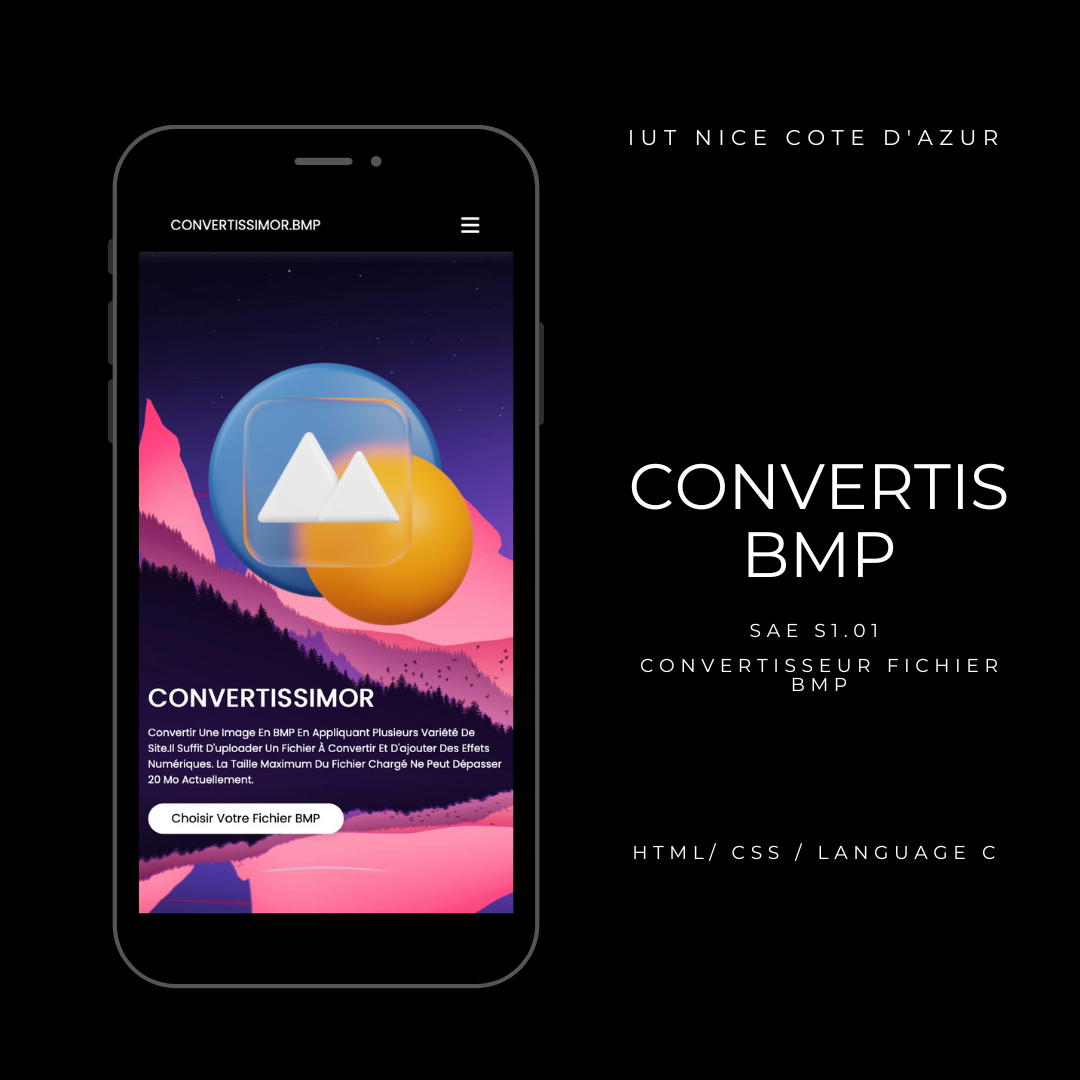 IUT NICE COTE D'AZUR
CONVERTISSIMOR.BMP
CONVERTIS
BMP
SAE S1.01
CONVERTISSEUR FICHIER
BMP
CONVERTISSIMOR
Convertir Une Image En BMP En Appliquant Plusieurs Variété De
Site.Il Suffit D'uploader Un Fichier À Convertir Et D'ajouter Des Effets
Numériques. La Taille Maximum Du Fichier Chargé Ne Peut Dépasser
20 Mo Actuellement.
Choisir Votre Fichier BMP
HTML/ CSS / LANGUAGE C